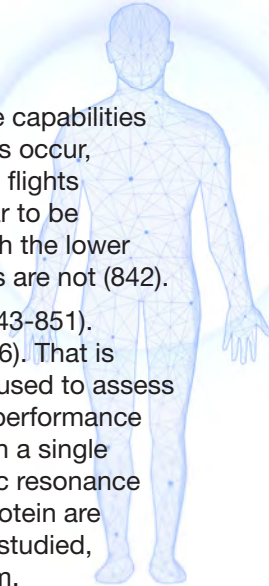 e capabilities
s occur,
flights
ar to be
h the lower
s are not (842).
43-851).
6). That is
used to assess
performance
n a single
c resonance
otein are
studied,
m.